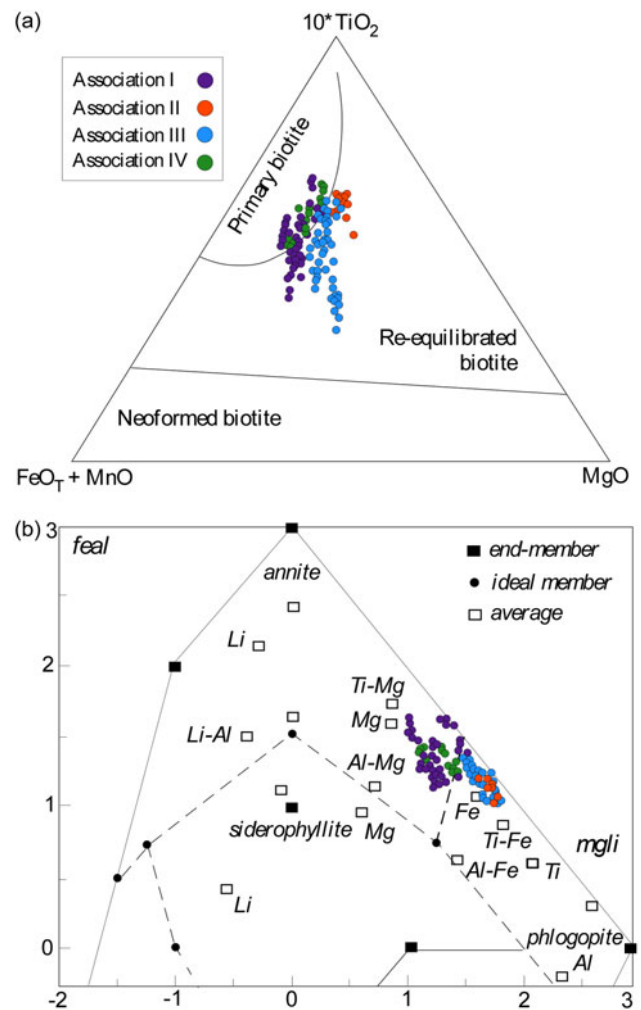 (a)
10* TiO2
Association I
Association II
Association III
Association IV
Primary biotite
Re-equilibrated
biotite
Neoformed biotite
FeOT + MnO
MgO
(b)
3
feal
end-member
annite
ideal member
Li
average
2
Ti-Mg
Li-Al
Mg
Al-Mg
1
Fe
siderophyllite
Mg
Ti-Fe
mgli
Al-Fe
Ti
Li
phlogopite
0
Al
-2
-1
0
1
2
3